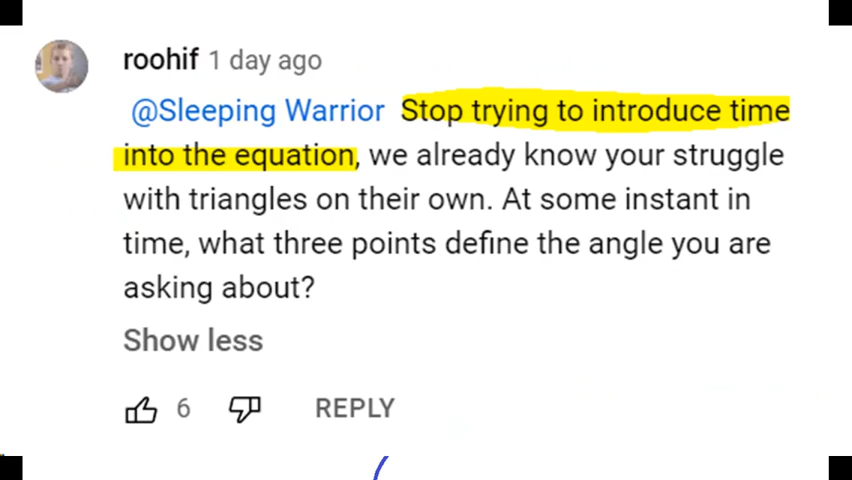 roohif 1 day ago
@Sleeping Warrior Stop trying to introduce time
into the equation, we already know your struggle
with triangles on their own. At some instant in
time, what three points define the angle you are
asking about?
Show less
6 REPLY